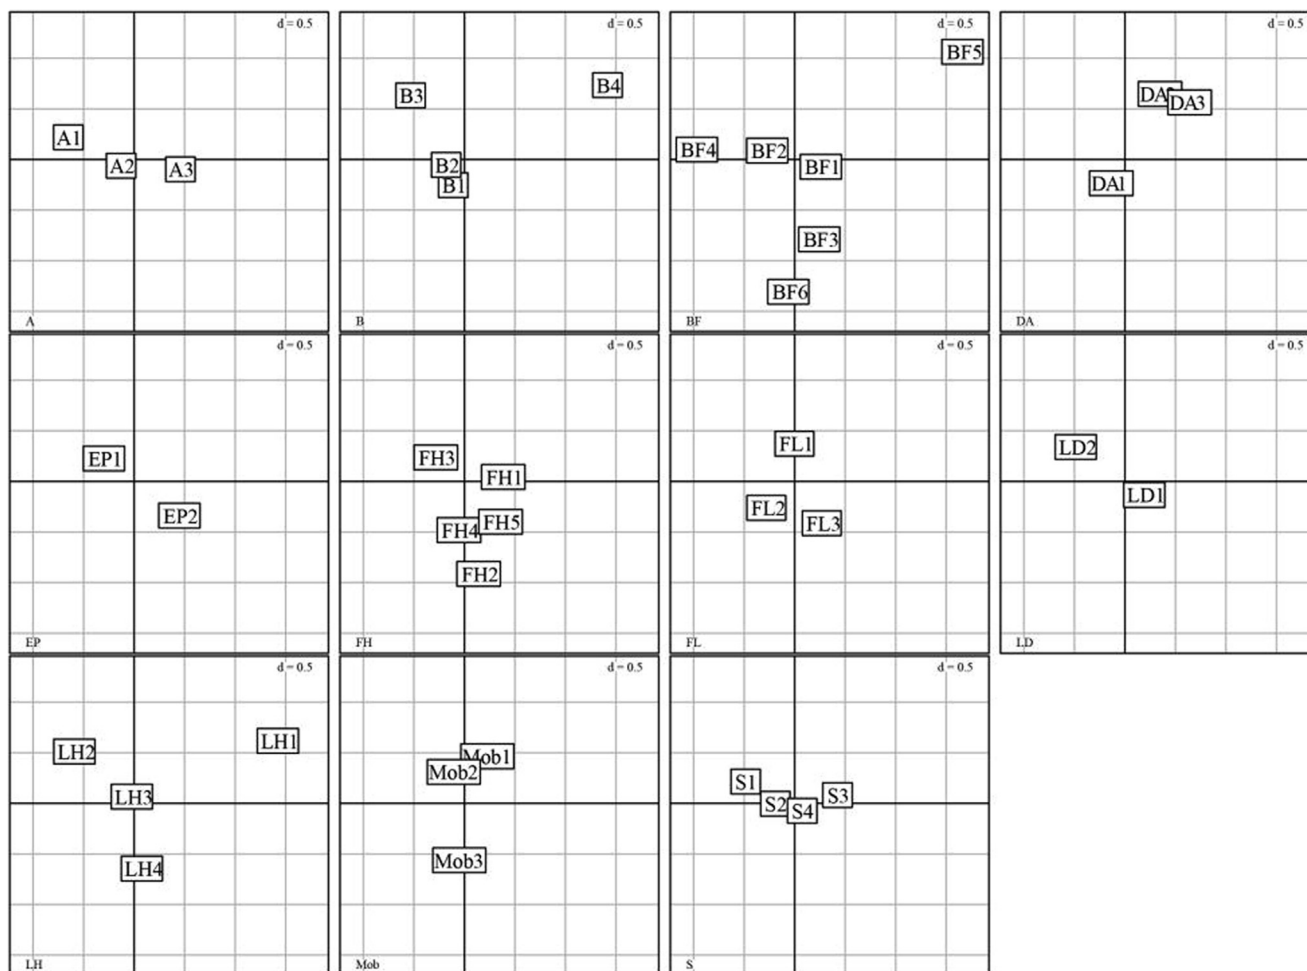 d = 0.5
A1
A2
A3
A
d = 0.5
B3
B4
B2
B1
B
d = 0.5
BF5
BF4
BF2
BF1
BF3
BF6
BF
d = 0.5
DA3
DA1
DA
d = 0.5
EP1
EP2
EP
d = 0.5
FH3
FH1
FH5
FH4
FH2
FH
d = 0.5
FL1
FL2
FL3
FL
d = 0.5
LD2
LD1
LD
d = 0.5
LH1
LH2
LH3
LH4
LH
d = 0.5
Mob1
Mob2
Mob3
Mob
d = 0.5
S1
S2
S3
S4
S